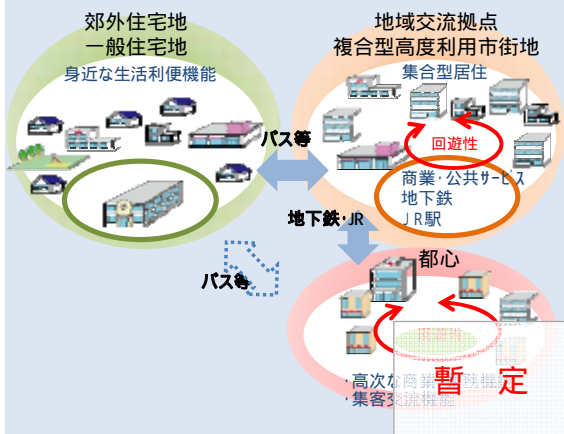 郊外住宅地
一般住宅地
身近な生活利便機能
地域交流拠点
複合型高度利用市街地
集合型居住
回遊性
バス等
商業・公共サービス
地下鉄
ＪＲ駅
地下鉄・JR
都心
バス等
・高次な商業
・集客交流機能
暫 定